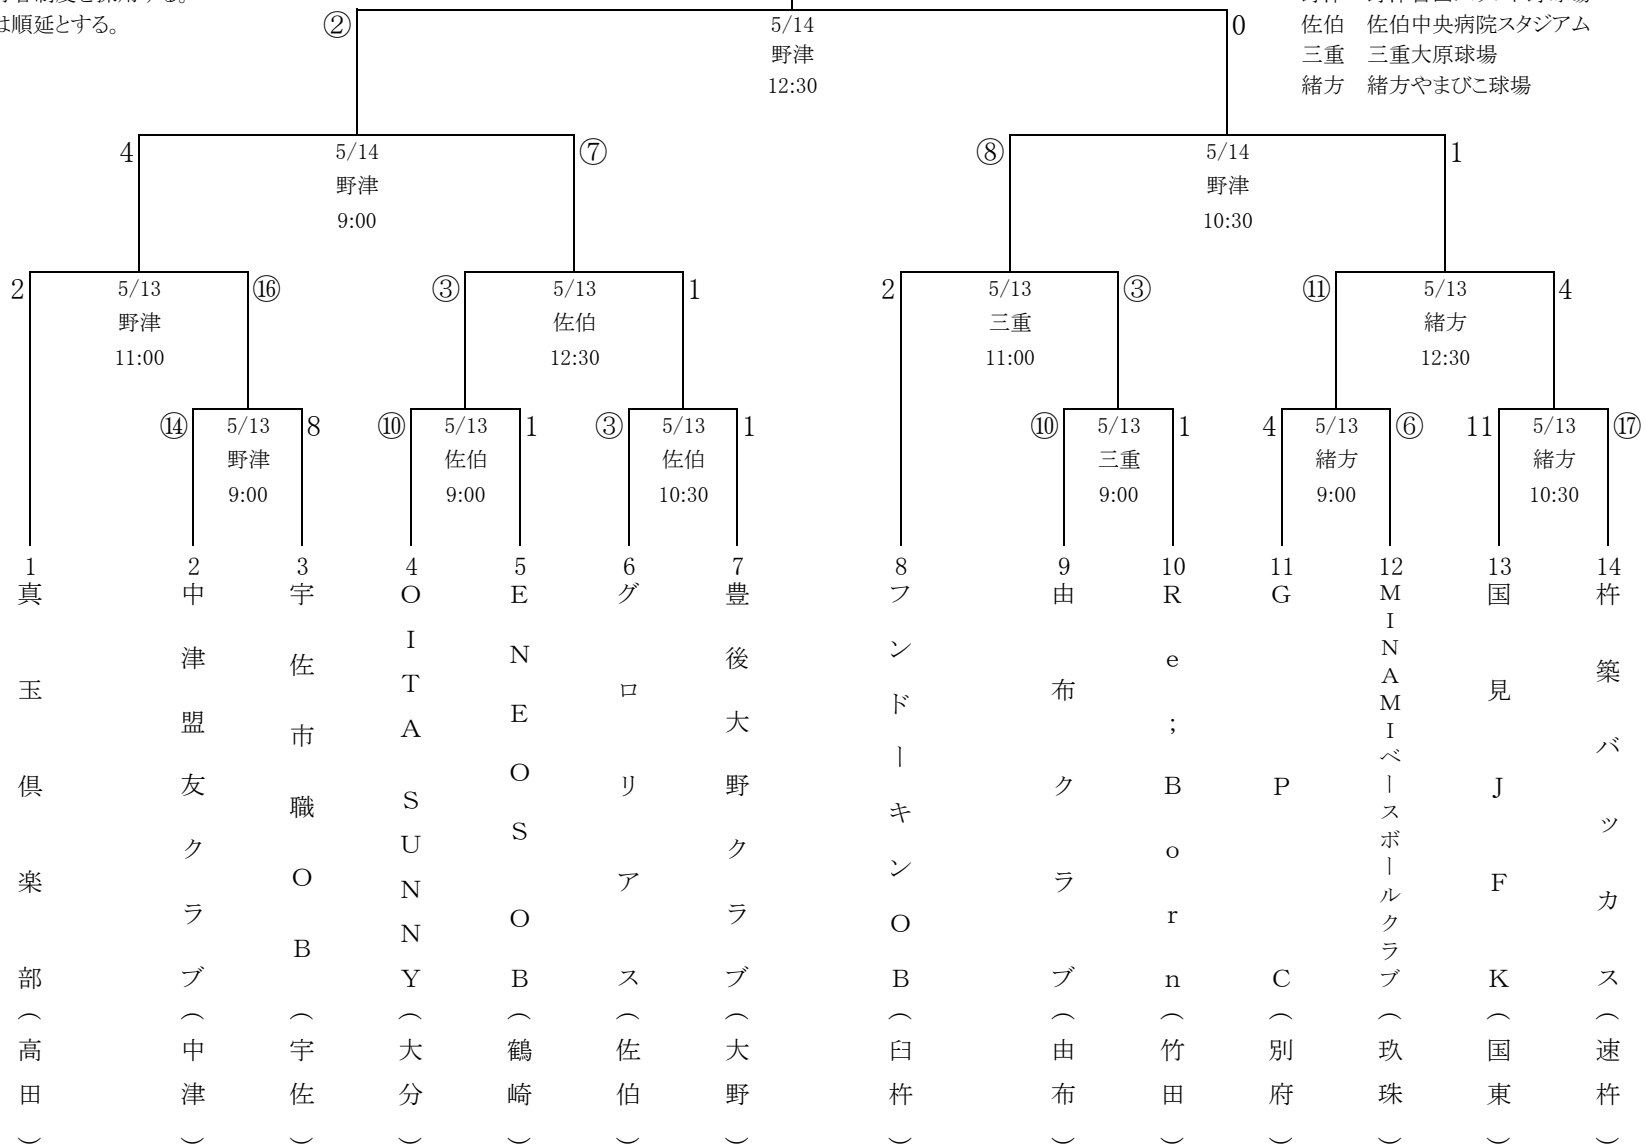 は順延とする。
② 5/14 0
野津
12:30
佐伯 佐伯中央病院スタジアム
三重 三重大原球場
緒方 緒方やまびこ球場
4 5/14 ⑦
野津
9:00
⑧ 5/14 1
野津
10:30
2 5/13 ⑯
野津
11:00
③ 5/13 1
佐伯
12:30
2 5/13 ③
三重
11:00
⑪ 5/13 4
緒方
12:30
⑭ 5/13 8
野津
9:00
⑩ 5/13 1
佐伯
9:00
③ 5/13 1
佐伯
10:30
⑩ 5/13 1
三重
9:00
4 5/13 ⑥
緒方
9:00
11 5/13 ⑰
緒方
10:30
1 真玉倶楽部(高田)
2 中津盟友クラブ(中津)
3 宇佐市職OB(宇佐)
4 OITA SUNNY(大分)
5 ENEOS OB(鶴崎)
6 グロリアス(佐伯)
7 豊後大野クラブ(大野)
8 フンドーキンOB(臼杵)
9 由布クラブ(由布)
10 Re;Born(竹田)
11 GPC(別府)
12 MINAMIベースボールクラブ(玖珠)
13 国見JFK(国東)
14 杵築バッカス(速杵)